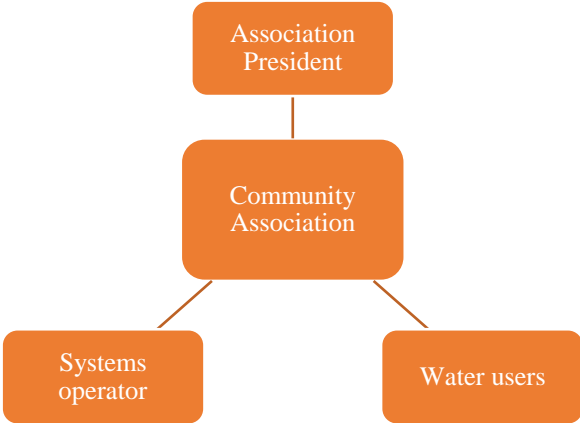 Association
President
Community
Association
Systems
operator
Water users